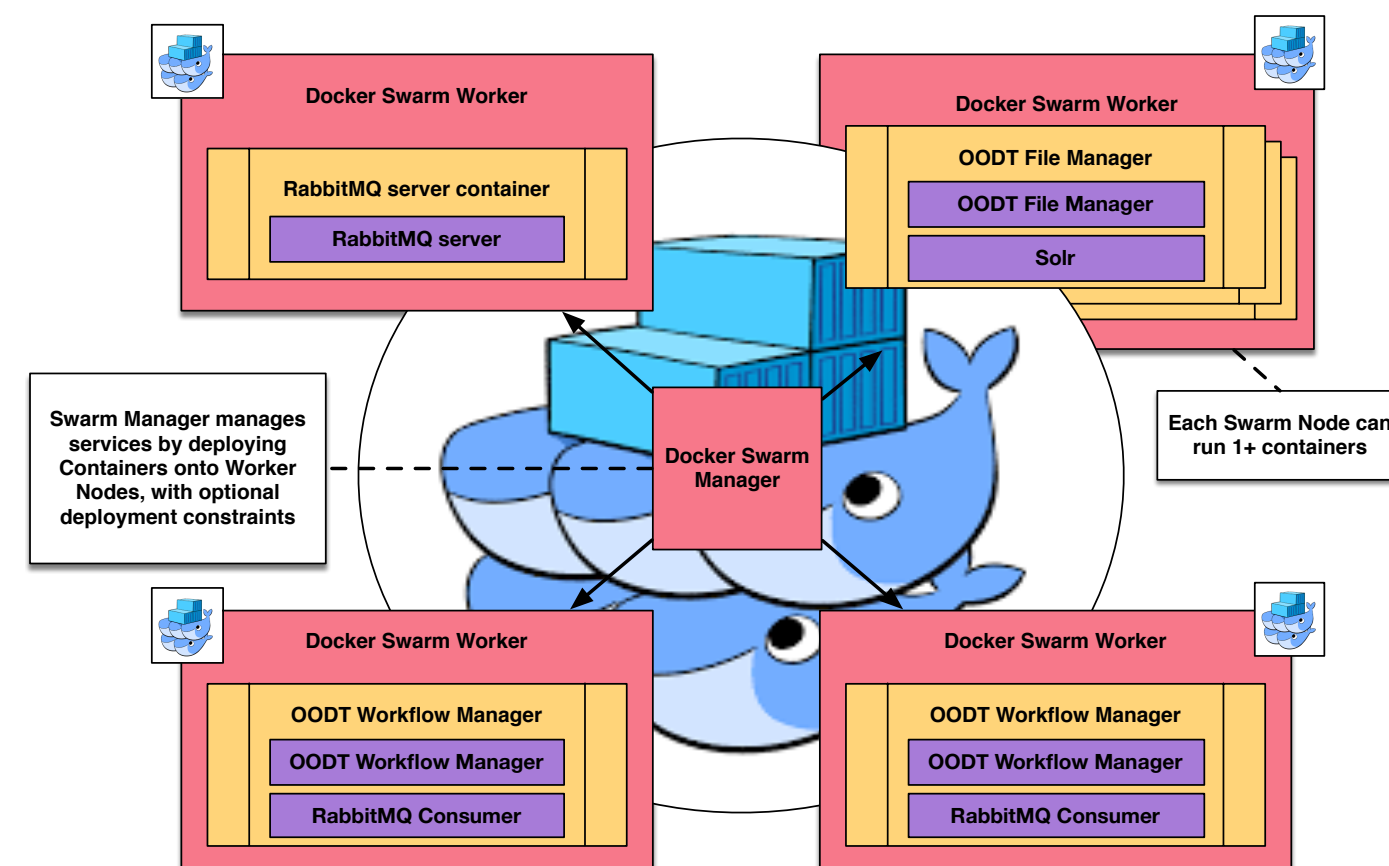 Docker Swarm Worker
RabbitMQ server container
RabbitMQ server
Docker Swarm Worker
OODT File Manager
OODT File Manager
Solr
Swarm Manager manages
services by deploying
Containers onto Worker
Nodes, with optional
deployment constraints
Docker Swarm
Manager
Each Swarm Node can
run 1+ containers
Docker Swarm Worker
OODT Workflow Manager
OODT Workflow Manager
RabbitMQ Consumer
Docker Swarm Worker
OODT Workflow Manager
OODT Workflow Manager
RabbitMQ Consumer